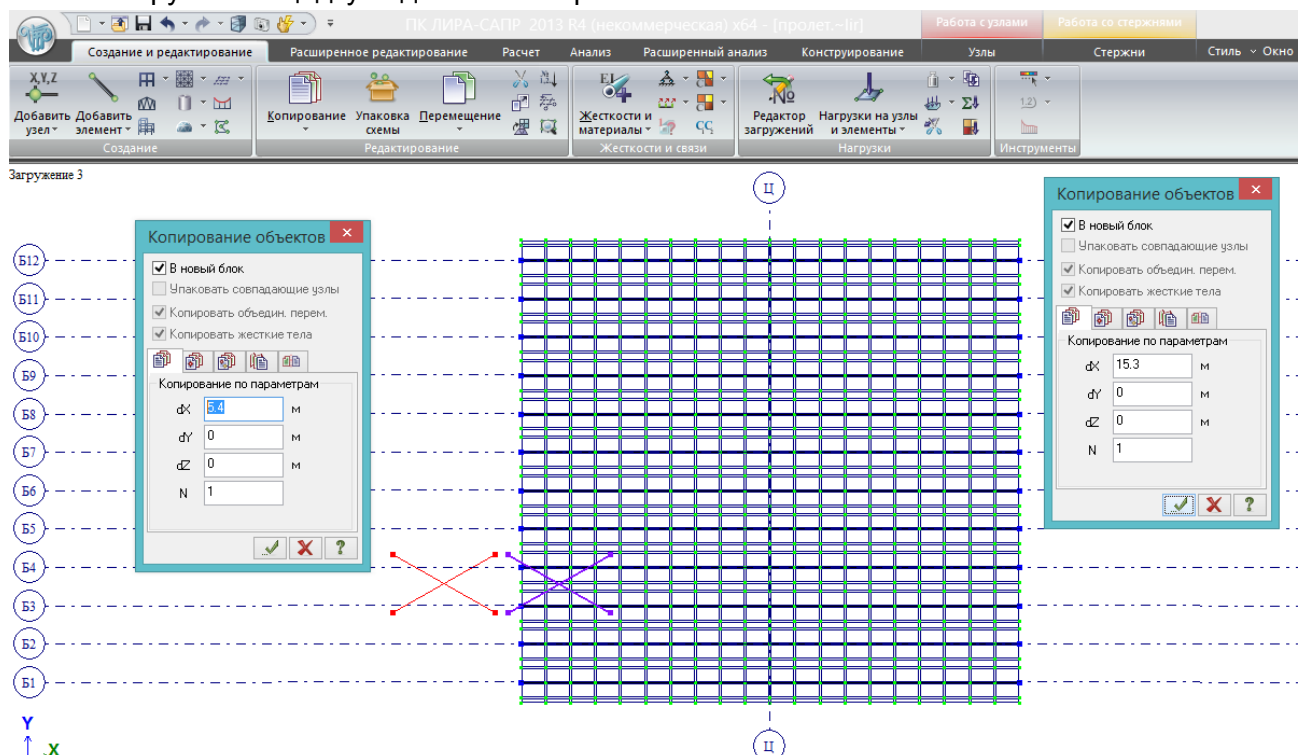 ПК ЛИРА-САПР 2013 R4 (некоммерческая) x64 - [пролет.~lir]
Работа с узлами
Работа со стержнями
Создание и редактирование
Расширенное редактирование
Расчет
Анализ
Расширенный анализ
Конструирование
Узлы
Стержни
Стиль
Окно
X,Y,Z
Добавить узел
Добавить элемент
Копирование
Упаковка схемы
Перемещение
EI
Жесткости и материалы
№
Редактор загружений
Нагрузки на узлы и элементы
1.2)
Создание
Редактирование
Жесткости и связи
Нагрузки
Инструменты
Загружение 3
Ц
Копирование объектов
В новый блок
Упаковать совпадающие узлы
Копировать объедин. перем.
Копировать жесткие тела
Копирование по параметрам
dX 5.4 м
dY 0 м
dZ 0 м
N 1
Копирование объектов
В новый блок
Упаковать совпадающие узлы
Копировать объедин. перем.
Копировать жесткие тела
Копирование по параметрам
dX 15.3 м
dY 0 м
dZ 0 м
N 1
Б12
Б11
Б10
Б9
Б8
Б7
Б6
Б5
Б4
Б3
Б2
Б1
Y
X
Ц